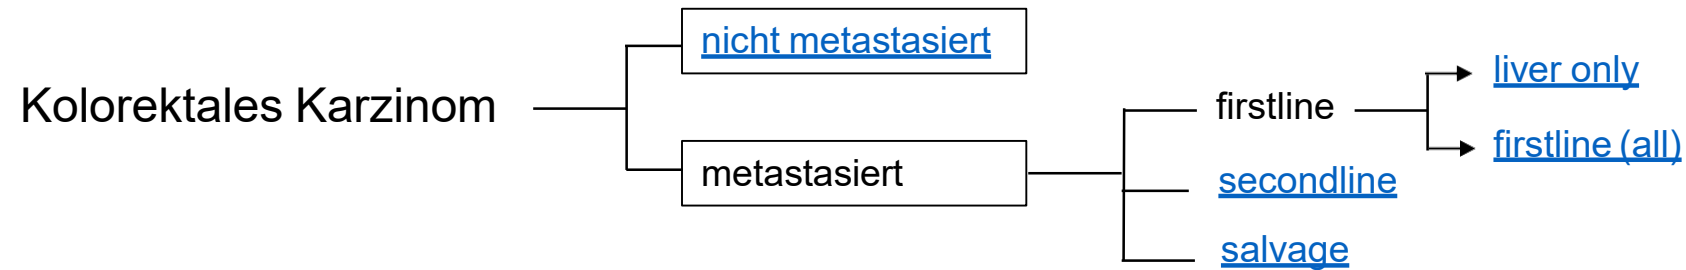 Kolorektales Karzinom
nicht metastasiert
metastasiert
firstline
liver only
firstline (all)
secondline
salvage